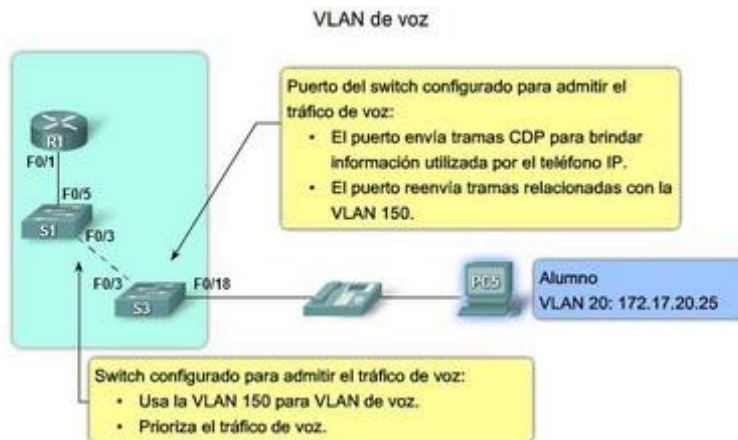 VLAN de voz
Puerto del switch configurado para admitir el
tráfico de voz:
• El puerto envía tramas CDP para brindar
información utilizada por el teléfono IP.
• El puerto reenvía tramas relacionadas con la
VLAN 150.
R1
F0/1
F0/5
S1
F0/3
F0/3
S3
F0/18
PC5
Alumno
VLAN 20: 172.17.20.25
Switch configurado para admitir el tráfico de voz:
• Usa la VLAN 150 para VLAN de voz.
• Prioriza el tráfico de voz.